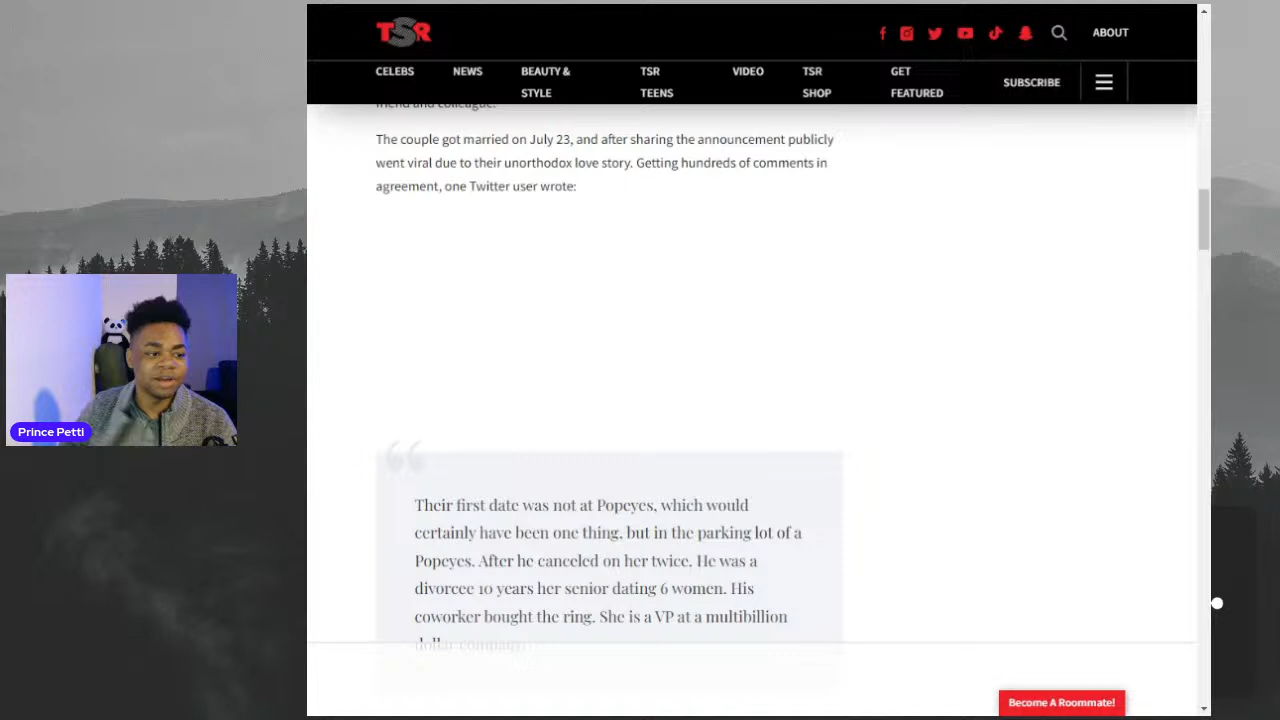 TSR
ABOUT
CELEBS
NEWS
BEAUTY &
STYLE
TSR
TEENS
VIDEO
TSR
SHOP
GET
FEATURED
SUBSCRIBE
friend and colleague.
The couple got married on July 23, and after sharing the announcement publicly
went viral due to their unorthodox love story. Getting hundreds of comments in
agreement, one Twitter user wrote:
Prince Petti
“
Their first date was not at Popeyes, which would
certainly have been one thing, but in the parking lot of a
Popeyes. After he canceled on her twice. He was a
divorcee 10 years her senior dating 6 women. His
coworker bought the ring. She is a VP at a multibillion
dollar company
Become A Roommate!